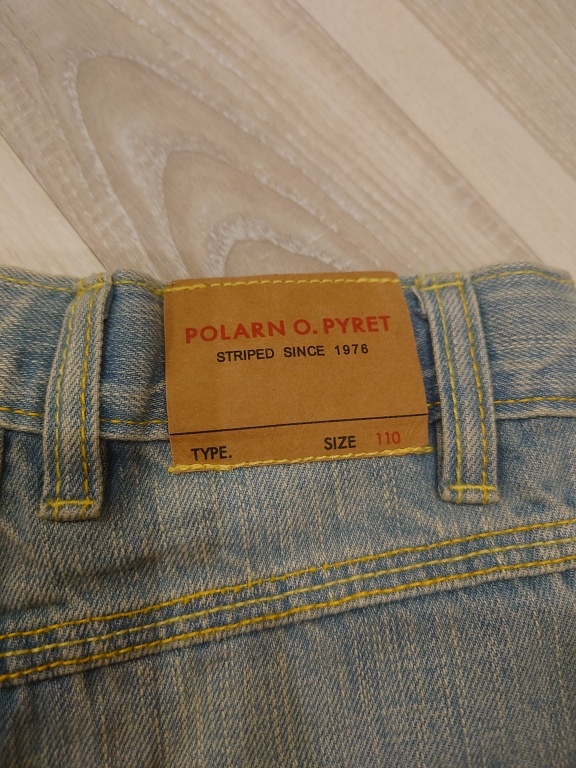 POLARN O. PYRET
STRIPED SINCE 1976
TYPE. SIZE 110